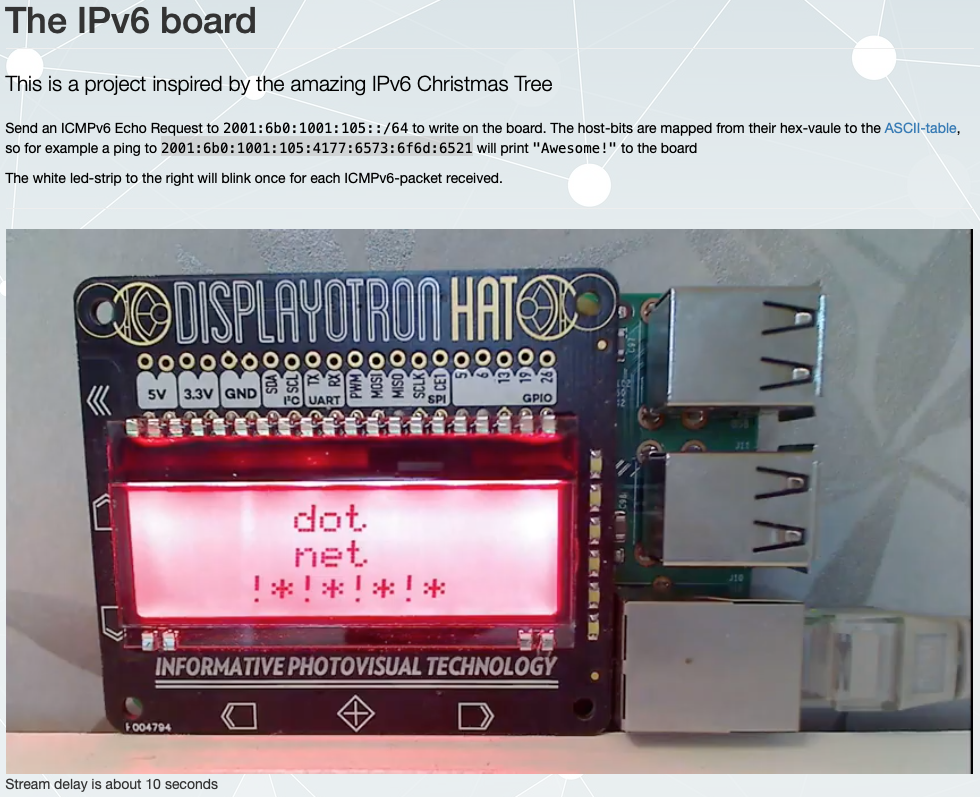 The IPv6 board
This is a project inspired by the amazing IPv6 Christmas Tree
Send an ICMPv6 Echo Request to 2001:6b0:1001:105::/64 to write on the board. The host-bits are mapped from their hex-vaule to the ASCII-table,
so for example a ping to 2001:6b0:1001:105:4177:6573:6f6d:6521 will print "Awesome!" to the board
The white led-strip to the right will blink once for each ICMPv6-packet received.
DISPLAYOTRON HAT
5V 3.3V GND SDA SCL TX RX PWM MOSI MISO SCLK CE1 5 6 13 19 26
I²C UART SPI GPIO
dot
net
!*!*!*!*
J10
INFORMATIVE PHOTOVISUAL TECHNOLOGY
004794
Stream delay is about 10 seconds